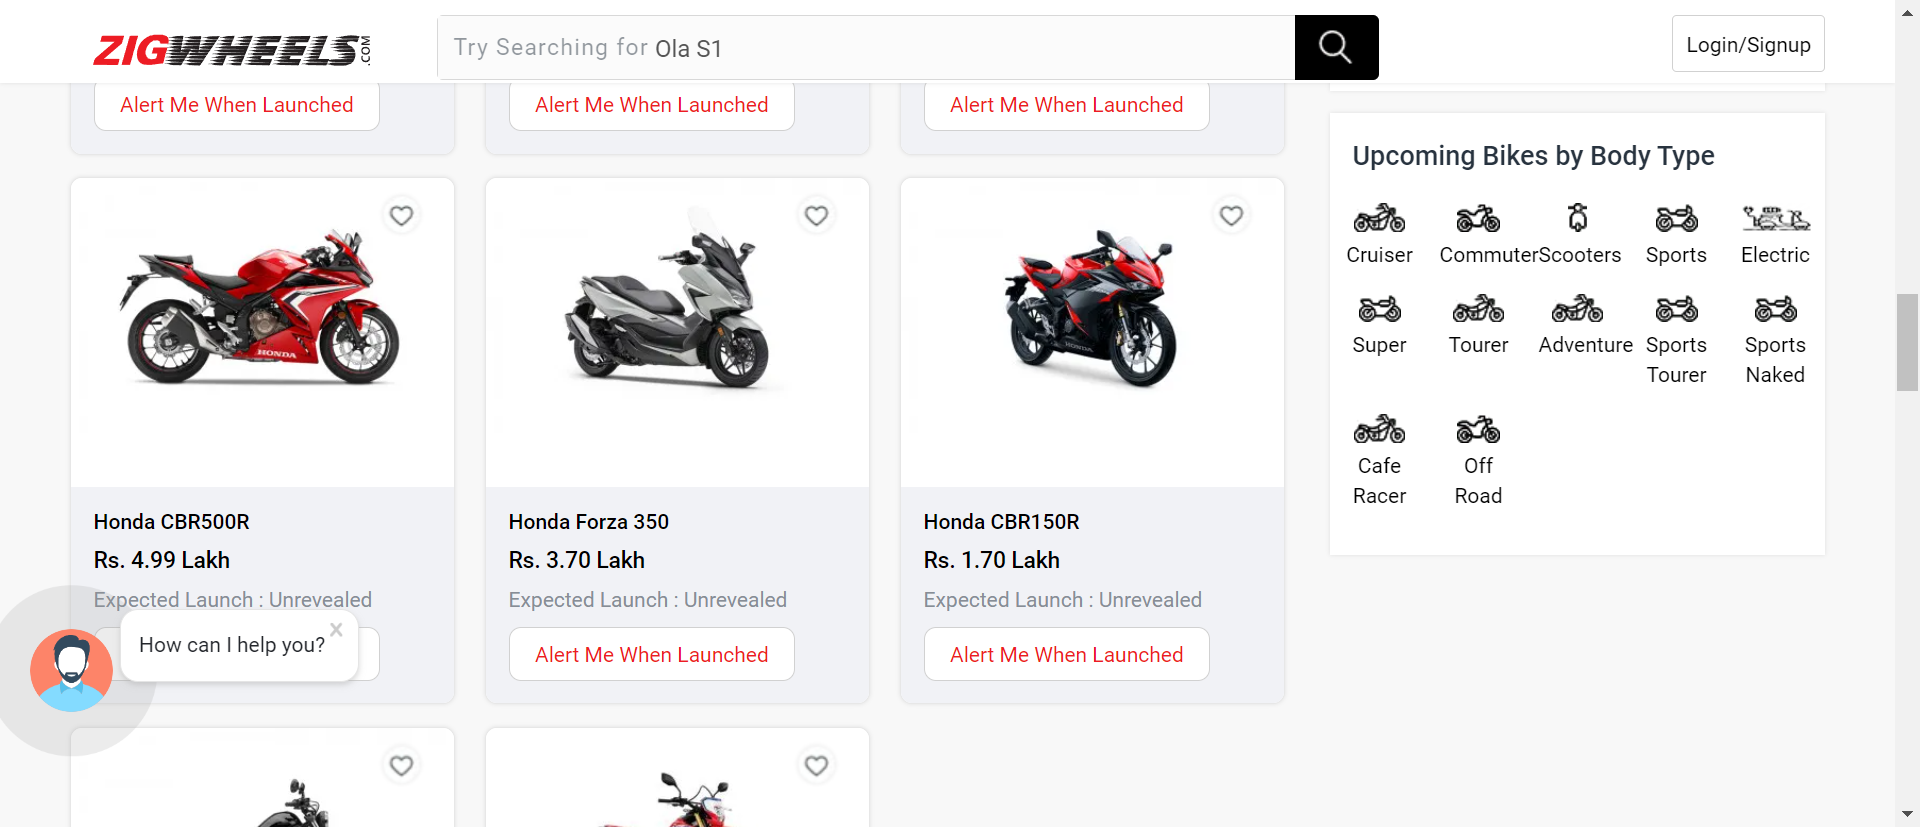 ZIGWHEELS.COM
Try Searching for Ola S1
Login/Signup
Alert Me When Launched
Alert Me When Launched
Alert Me When Launched
HONDA
HONDA
Honda CBR500R
Rs. 4.99 Lakh
Expected Launch : Unrevealed
Honda Forza 350
Rs. 3.70 Lakh
Expected Launch : Unrevealed
Alert Me When Launched
Honda CBR150R
Rs. 1.70 Lakh
Expected Launch : Unrevealed
Alert Me When Launched
How can I help you?
Upcoming Bikes by Body Type
Cruiser
Commuter
Scooters
Sports
Electric
Super
Tourer
Adventure
Sports
Tourer
Sports
Naked
Cafe
Racer
Off
Road